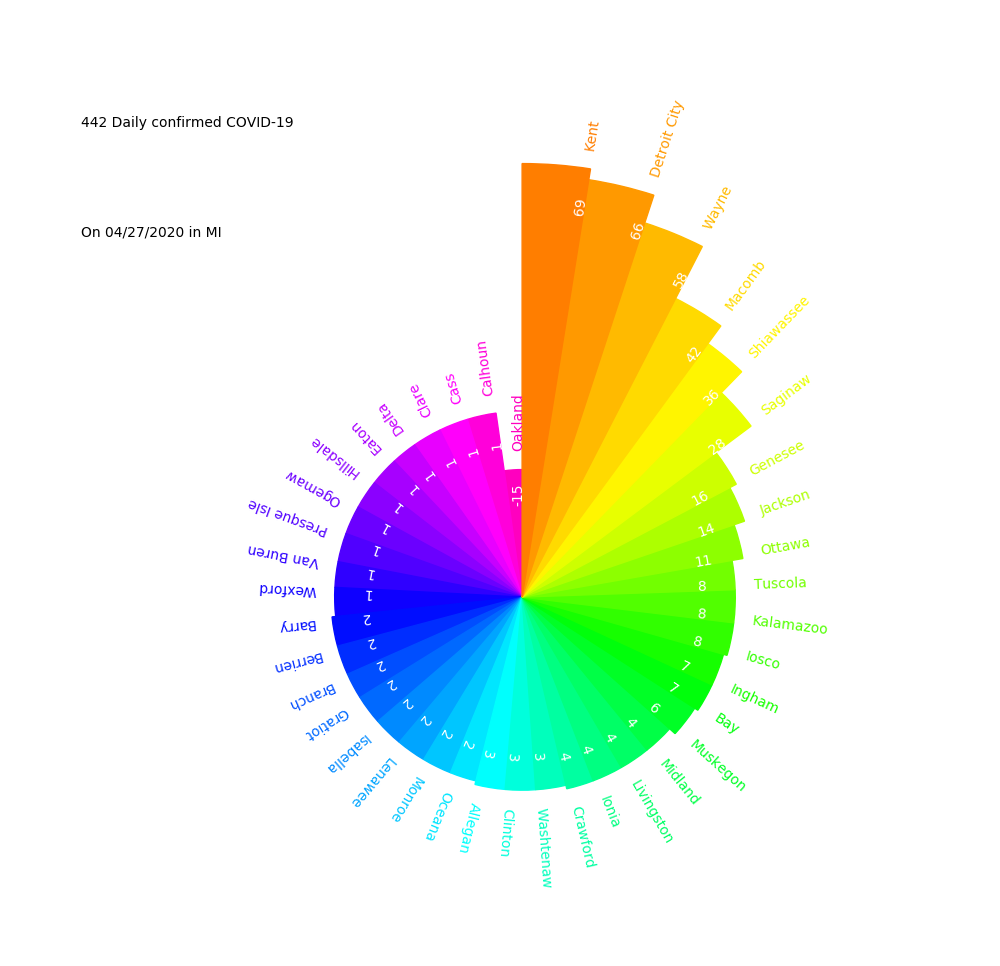 442 Daily confirmed COVID-19
On 04/27/2020 in MI
Kent
69
Detroit City
66
Wayne
58
Macomb
42
Shiawassee
36
Saginaw
28
Genesee
16
Jackson
14
Ottawa
11
Tuscola
8
Kalamazoo
8
Iosco
8
Ingham
7
Bay
7
Muskegon
6
Midland
4
Livingston
4
Ionia
4
Crawford
4
Washtenaw
3
Clinton
3
Allegan
3
Oceana
2
Monroe
2
Lenawee
2
Isabella
2
Gratiot
2
Branch
2
Berrien
2
Barry
2
Wexford
1
Van Buren
1
Presque Isle
1
Ogemaw
1
Hillsdale
1
Eaton
1
Delta
1
Clare
1
Cass
1
Calhoun
1
Oakland
-15